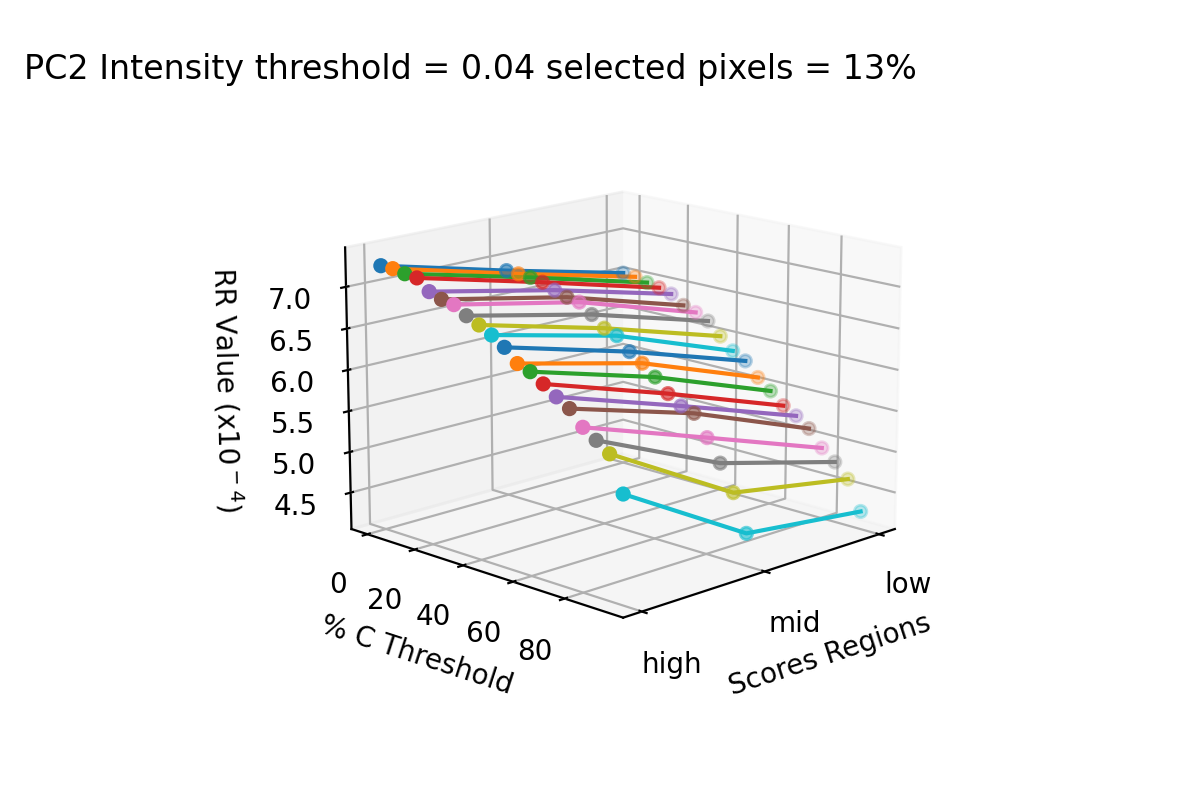 PC2 Intensity threshold = 0.04 selected pixels = 13%
RR Value (x10⁻⁴)
7.0
6.5
6.0
5.5
5.0
4.5
0
20
40
60
80
% C Threshold
low
mid
high
Scores Regions